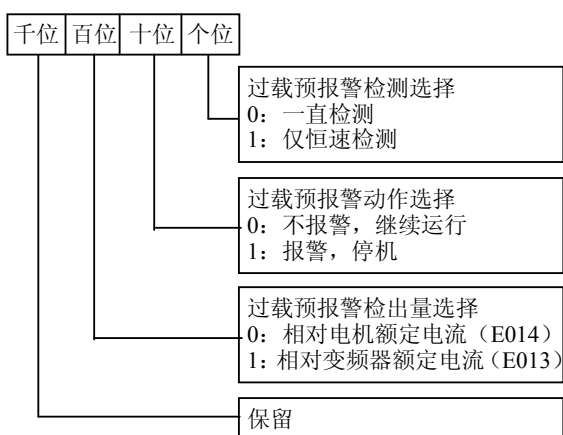 千位 百位 十位 个位
过载预报警检测选择
0：一直检测
1：仅恒速检测
过载预报警动作选择
0：不报警，继续运行
1：报警，停机
过载预报警检出量选择
0：相对电机额定电流（E014）
1：相对变频器额定电流（E013）
保留